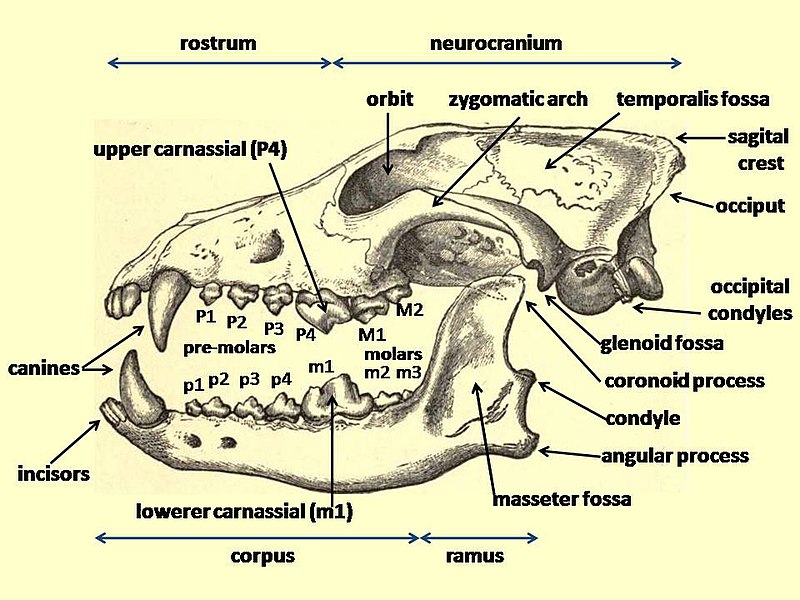 rostrum
neurocranium
orbit
zygomatic arch
temporalis fossa
upper carnassial (P4)
sagital
crest
occiput
occipital
condyles
P1
P2
P3
P4
M1
M2
pre-molars
molars
canines
p1
p2
p3
p4
m1
m2
m3
glenoid fossa
coronoid process
condyle
angular process
incisors
masseter fossa
lowerer carnassial (m1)
corpus
ramus